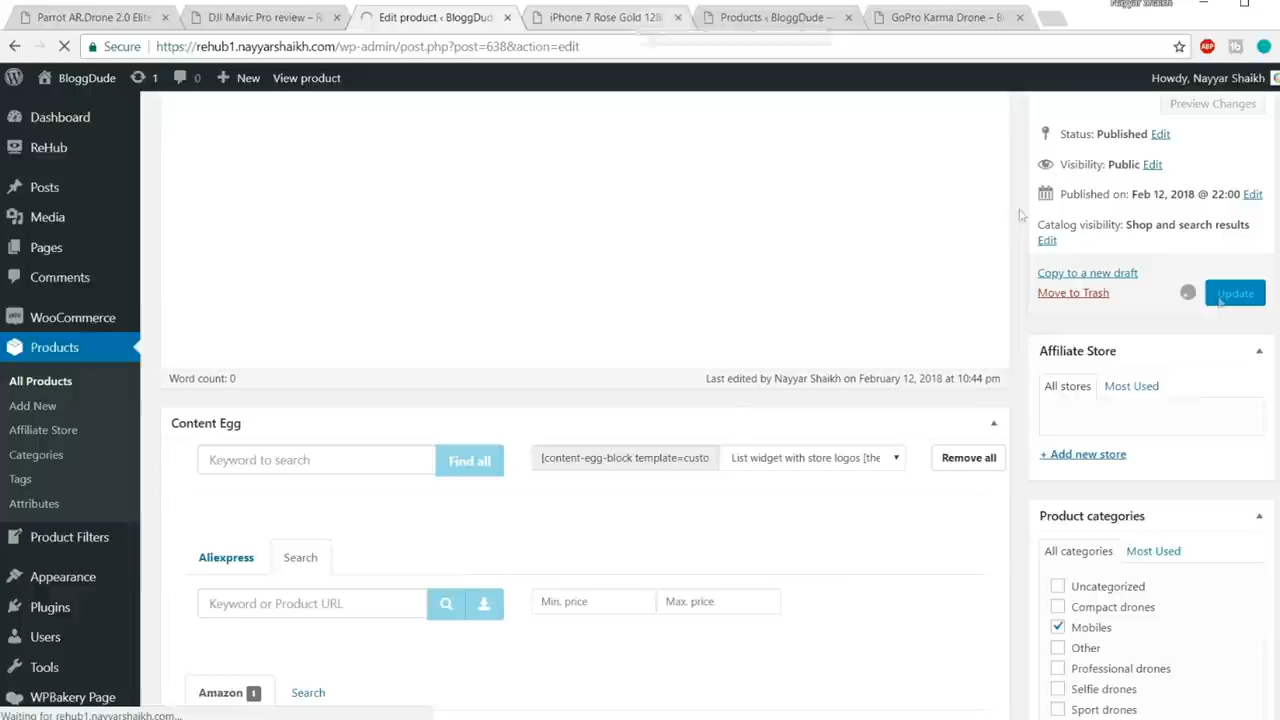 Nayyar Shaikh
Parrot AR.Drone 2.0 Elite
DJI Mavic Pro review – R
Edit product ‹ BloggDud
iPhone 7 Rose Gold 128
Products ‹ BloggDude —
GoPro Karma Drone – B
Secure
https://rehub1.nayyarshaikh.com/wp-admin/post.php?post=638&action=edit
ABP
BloggDude
1
0
New
View product
Howdy, Nayyar Shaikh
Dashboard
ReHub
Posts
Media
Pages
Comments
WooCommerce
Products
All Products
Add New
Affiliate Store
Categories
Tags
Attributes
Product Filters
Appearance
Plugins
Users
Tools
WPBakery Page
Waiting for rehub1.nayyarshaikh.com...
Word count: 0
Last edited by Nayyar Shaikh on February 12, 2018 at 10:44 pm
Content Egg
Keyword to search
Find all
[content-egg-block template=custo
List widget with store logos [the
Remove all
Aliexpress
Search
Keyword or Product URL
Min. price
Max. price
Amazon 1
Search
Preview Changes
Status: Published Edit
Visibility: Public Edit
Published on: Feb 12, 2018 @ 22:00 Edit
Catalog visibility: Shop and search results
Edit
Copy to a new draft
Move to Trash
Update
Affiliate Store
All stores
Most Used
+ Add new store
Product categories
All categories
Most Used
Uncategorized
Compact drones
Mobiles
Other
Professional drones
Selfie drones
Sport drones